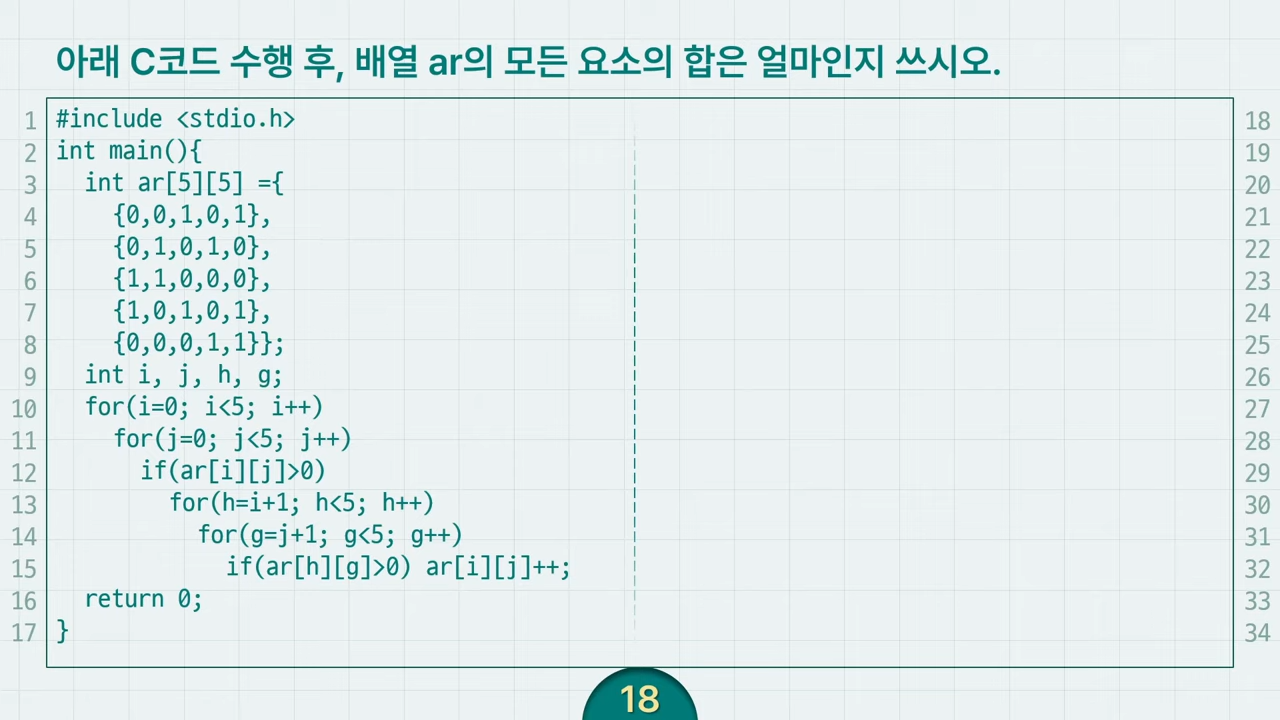 아래 C코드 수행 후, 배열 ar의 모든 요소의 합은 얼마인지 쓰시오.
1 #include <stdio.h>
2 int main(){
3 int ar[5][5] ={
4 {0,0,1,0,1},
5 {0,1,0,1,0},
6 {1,1,0,0,0},
7 {1,0,1,0,1},
8 {0,0,0,1,1}};
9 int i, j, h, g;
10 for(i=0; i<5; i++)
11 for(j=0; j<5; j++)
12 if(ar[i][j]>0)
13 for(h=i+1; h<5; h++)
14 for(g=j+1; g<5; g++)
15 if(ar[h][g]>0) ar[i][j]++;
16 return 0;
17 }
18
19
20
21
22
23
24
25
26
27
28
29
30
31
32
33
34
18